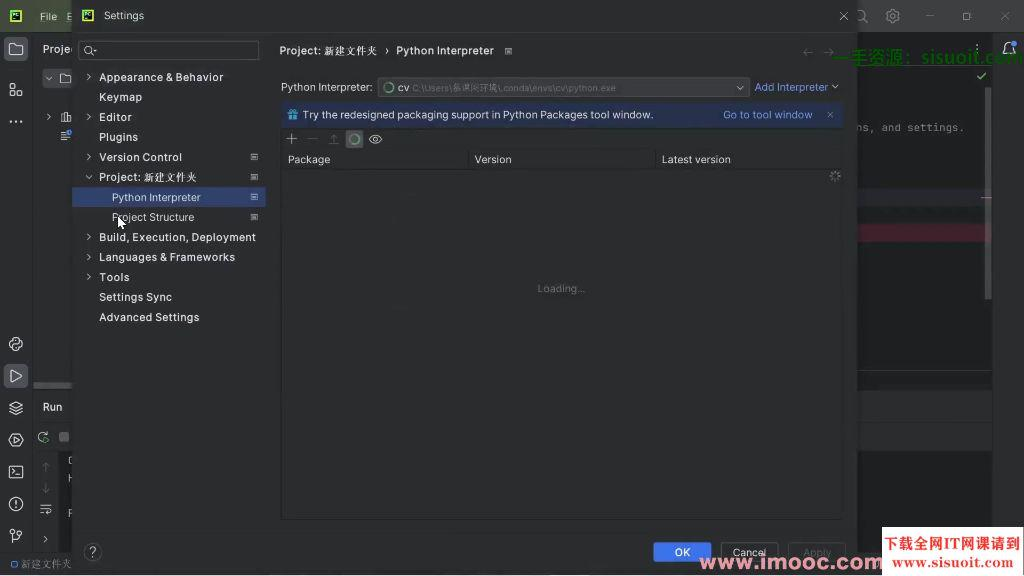 File
Settings
一手资源：sisuoit.com
Project: 新建文件夹 › Python Interpreter
Python Interpreter: cv C:\Users\慕课网环境\.conda\envs\cv\python.exe
Add Interpreter
Try the redesigned packaging support in Python Packages tool window.
Go to tool window
Package Version Latest version
Loading...
Appearance & Behavior
Keymap
Editor
Plugins
Version Control
Project: 新建文件夹
Python Interpreter
Project Structure
Build, Execution, Deployment
Languages & Frameworks
Tools
Settings Sync
Advanced Settings
ns, and settings.
Run
OK Cancel Apply
新建文件夹
www.imooc.com
下载全网IT网课请到
www.sisuoit.com